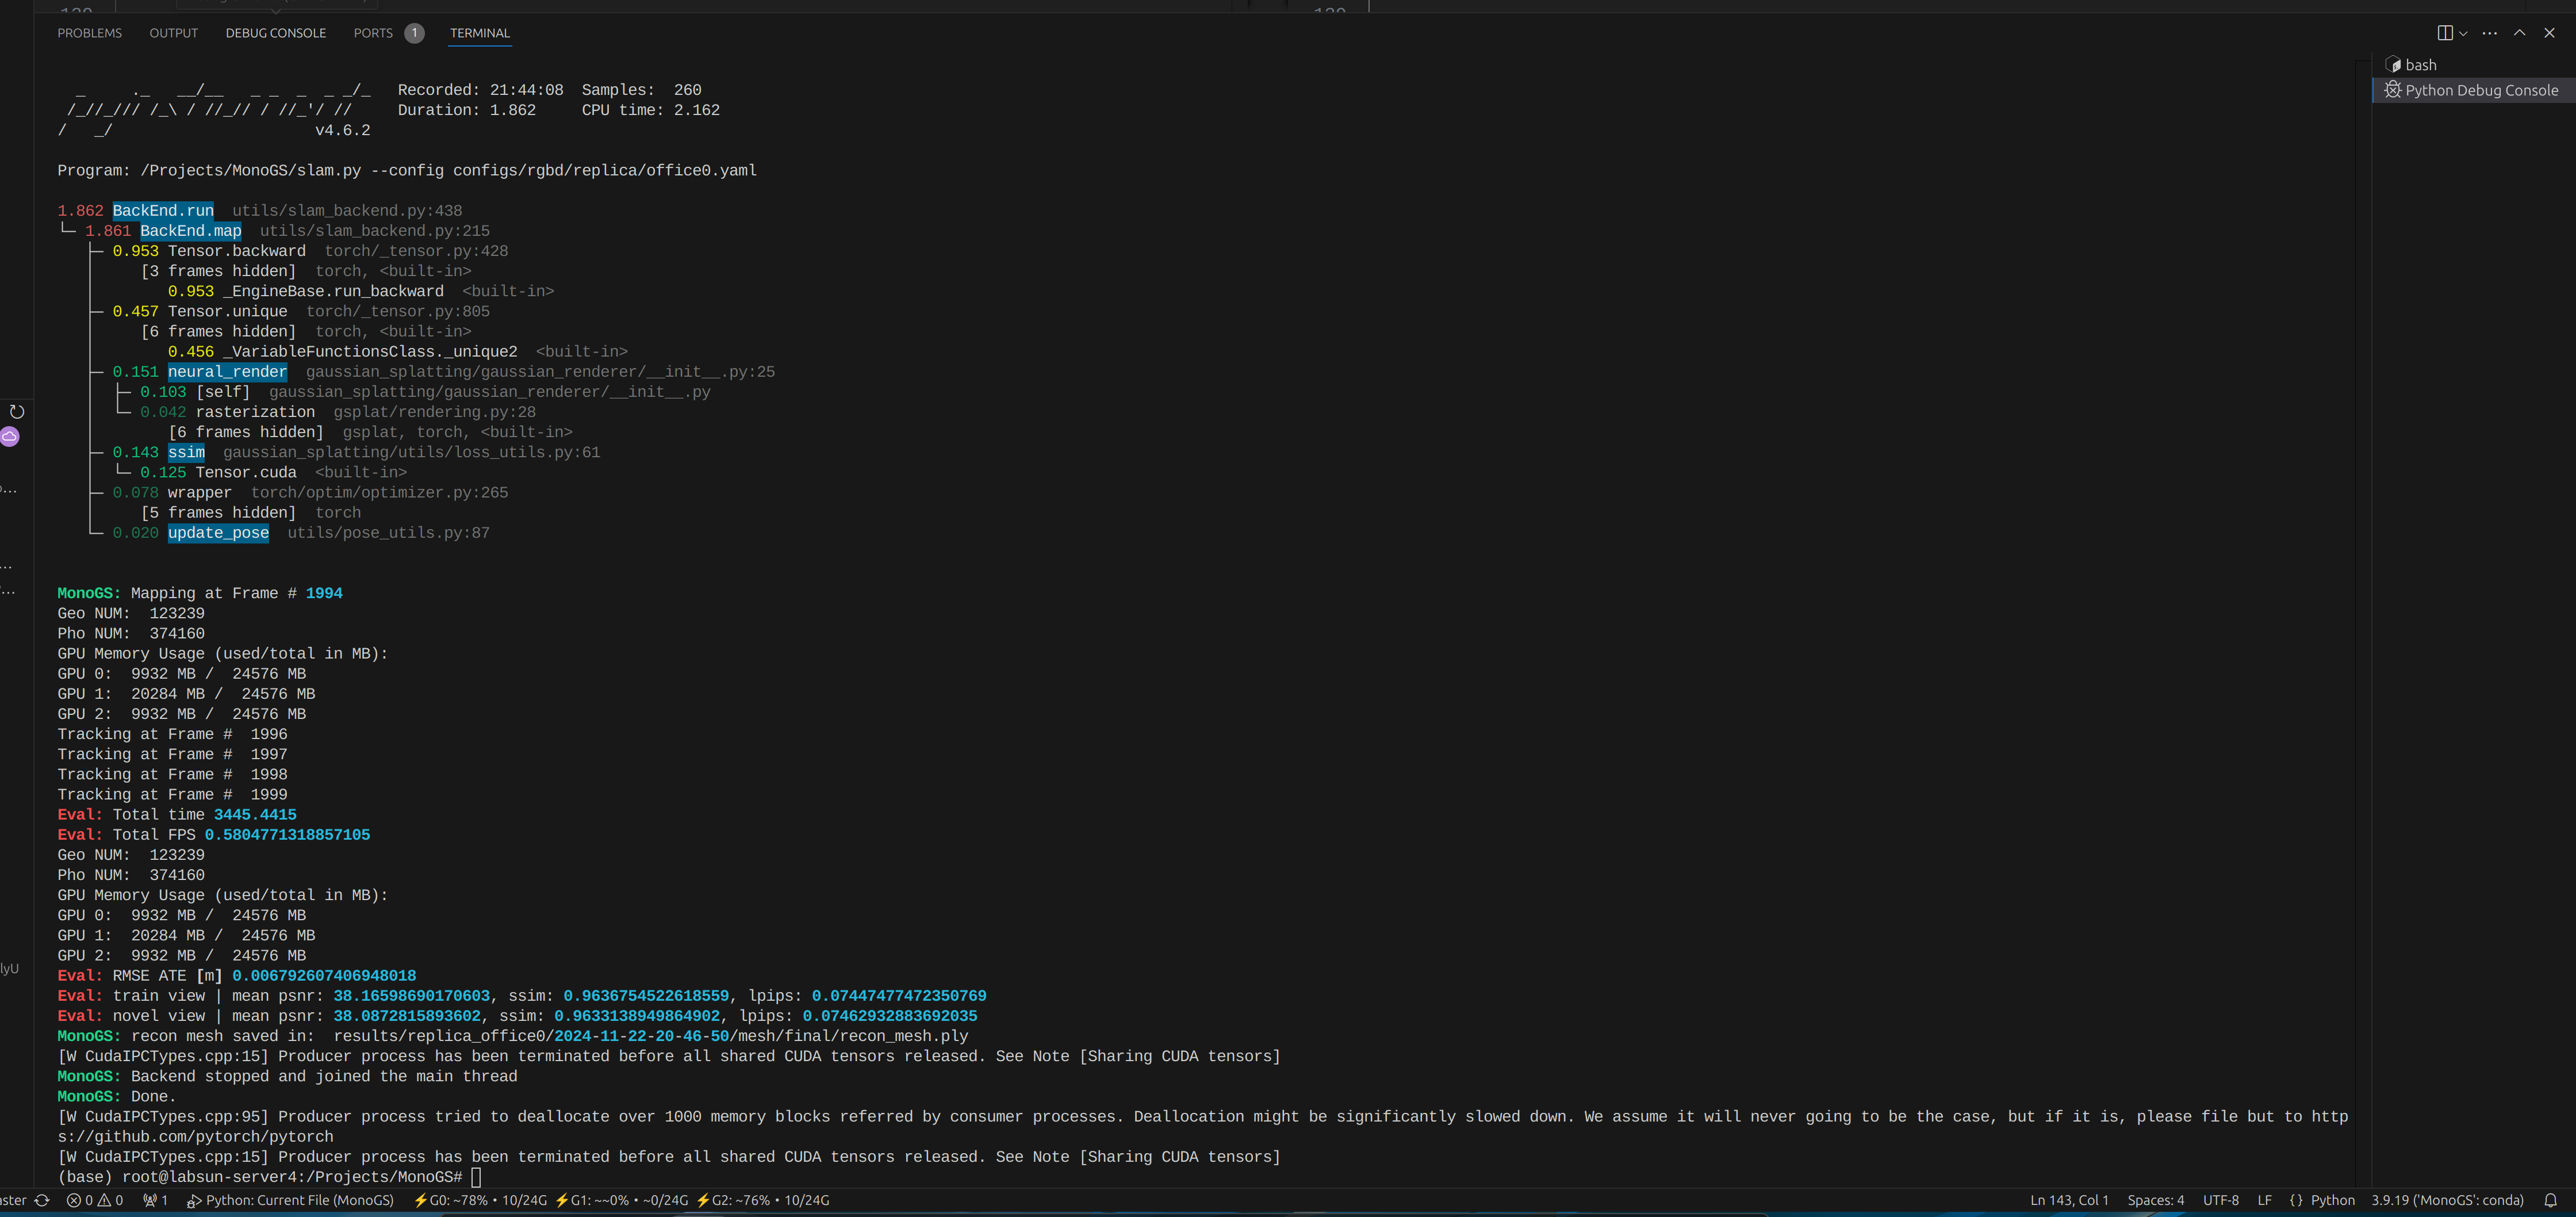 PROBLEMS OUTPUT DEBUG CONSOLE PORTS 1 TERMINAL
bash
Python Debug Console
  _     ._   __/__   _ _  _  _ _/_   Recorded: 21:44:08  Samples:  260
 /_//_/// /_\ / //_// / //_'/ //     Duration: 1.862     CPU time: 2.162
/   _/                      v4.6.2
Program: /Projects/MonoGS/slam.py --config configs/rgbd/replica/office0.yaml
1.862 BackEnd.run  utils/slam_backend.py:438
└─ 1.861 BackEnd.map  utils/slam_backend.py:215
   ├─ 0.953 Tensor.backward  torch/_tensor.py:428
   │     [3 frames hidden]  torch, <built-in>
   │        0.953 _EngineBase.run_backward  <built-in>
   ├─ 0.457 Tensor.unique  torch/_tensor.py:805
   │     [6 frames hidden]  torch, <built-in>
   │        0.456 _VariableFunctionsClass._unique2  <built-in>
   ├─ 0.151 neural_render  gaussian_splatting/gaussian_renderer/__init__.py:25
   │  ├─ 0.103 [self]  gaussian_splatting/gaussian_renderer/__init__.py
   │  └─ 0.042 rasterization  gsplat/rendering.py:28
   │        [6 frames hidden]  gsplat, torch, <built-in>
   ├─ 0.143 ssim  gaussian_splatting/utils/loss_utils.py:61
   │  └─ 0.125 Tensor.cuda  <built-in>
   ├─ 0.078 wrapper  torch/optim/optimizer.py:265
   │     [5 frames hidden]  torch
   └─ 0.020 update_pose  utils/pose_utils.py:87
MonoGS: Mapping at Frame # 1994
Geo NUM:  123239
Pho NUM:  374160
GPU Memory Usage (used/total in MB):
GPU 0:  9932 MB /  24576 MB
GPU 1:  20284 MB /  24576 MB
GPU 2:  9932 MB /  24576 MB
Tracking at Frame #  1996
Tracking at Frame #  1997
Tracking at Frame #  1998
Tracking at Frame #  1999
Eval: Total time 3445.4415
Eval: Total FPS 0.5804771318857105
Geo NUM:  123239
Pho NUM:  374160
GPU Memory Usage (used/total in MB):
GPU 0:  9932 MB /  24576 MB
GPU 1:  20284 MB /  24576 MB
GPU 2:  9932 MB /  24576 MB
Eval: RMSE ATE [m] 0.006792607406948018
Eval: train view | mean psnr: 38.16598690170603, ssim: 0.9636754522618559, lpips: 0.07447477472350769
Eval: novel view | mean psnr: 38.0872815893602, ssim: 0.9633138949864902, lpips: 0.07462932883692035
MonoGS: recon mesh saved in:  results/replica_office0/2024-11-22-20-46-50/mesh/final/recon_mesh.ply
[W CudaIPCTypes.cpp:15] Producer process has been terminated before all shared CUDA tensors released. See Note [Sharing CUDA tensors]
MonoGS: Backend stopped and joined the main thread
MonoGS: Done.
[W CudaIPCTypes.cpp:95] Producer process tried to deallocate over 1000 memory blocks referred by consumer processes. Deallocation might be significantly slowed down. We assume it will never going to be the case, but if it is, please file but to http
s://github.com/pytorch/pytorch
[W CudaIPCTypes.cpp:15] Producer process has been terminated before all shared CUDA tensors released. See Note [Sharing CUDA tensors]
(base) root@labsun-server4:/Projects/MonoGS#
lyU
aster 0 0 1 Python: Current File (MonoGS) ⚡G0: ~78% • 10/24G ⚡G1: ~~0% • ~0/24G ⚡G2: ~76% • 10/24G Ln 143, Col 1 Spaces: 4 UTF-8 LF {} Python 3.9.19 ('MonoGS': conda)